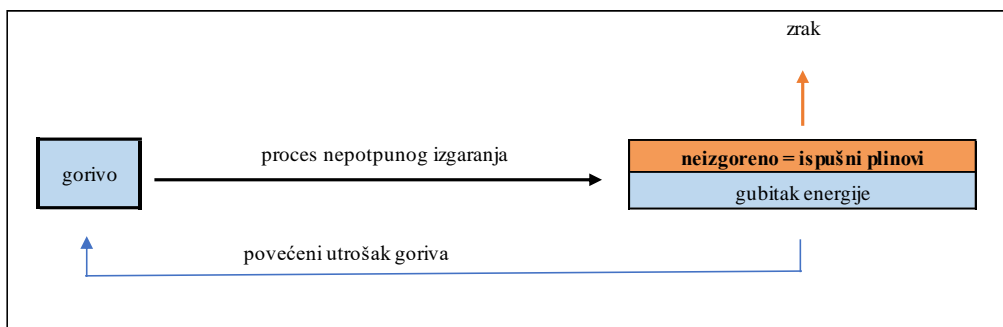 zrak
proces nepotpunog izgaranja
neizgoreno = ispušni plinovi
gorivo
gubitak energije
povećeni utrošak goriva